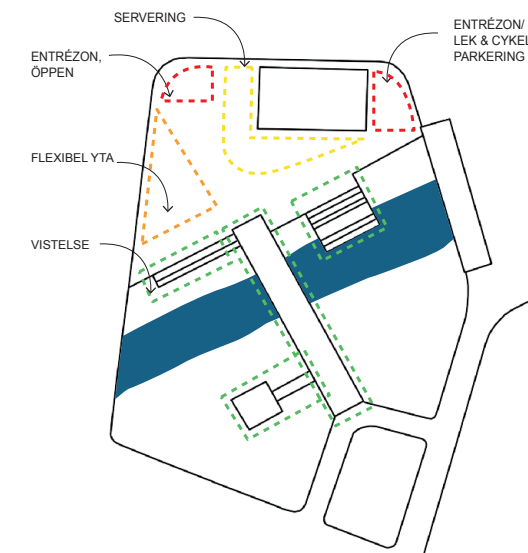 SERVERING
ENTRÉZON/
LEK & CYKEL
PARKERING
ENTRÉZON,
ÖPPEN
FLEXIBEL YTA
VISTELSE